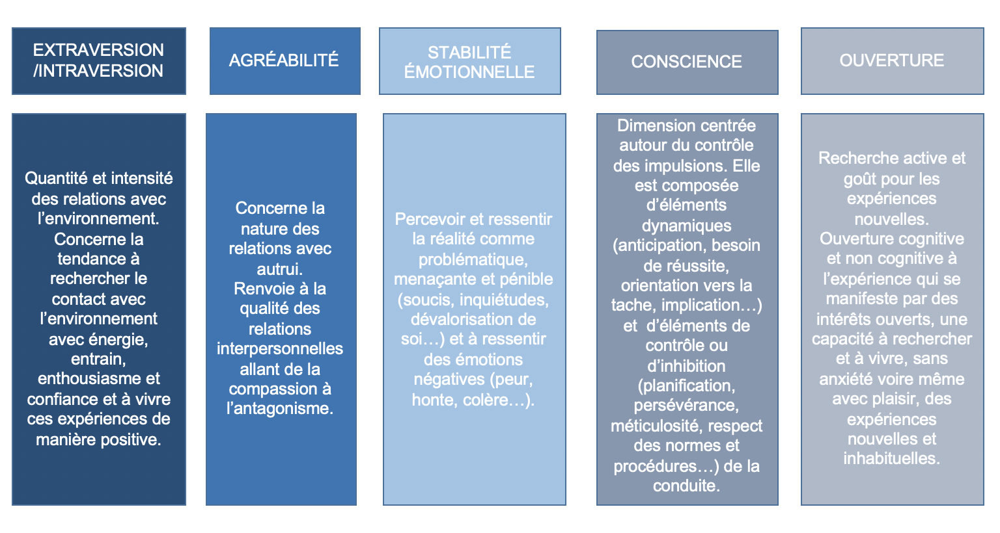 EXTRAVERSION
/INTRAVERSION
AGRÉABILITÉ
STABILITÉ
ÉMOTIONNELLE
CONSCIENCE
OUVERTURE
Quantité et intensité
des relations avec
l’environnement.
Concerne la
tendance à
rechercher le
contact avec
l’environnement
avec énergie,
entrain,
enthousiasme et
confiance et à vivre
ces expériences de
manière positive.
Concerne la
nature des
relations avec
autrui.
Renvoie à la
qualité des
relations
interpersonnelles
allant de la
compassion à
l’antagonisme.
Percevoir et ressentir
la réalité comme
problématique,
menaçante et pénible
(soucis, inquiétudes,
dévalorisation de
soi…) et à ressentir
des émotions
négatives (peur,
honte, colère…).
Dimension centrée
autour du contrôle
des impulsions. Elle
est composée
d’éléments
dynamiques
(anticipation, besoin
de réussite,
orientation vers la
tache, implication…)
et  d’éléments de
contrôle ou
d’inhibition
(planification,
persévérance,
méticulosité, respect
des normes et
procédures…) de la
conduite.
Recherche active et
goût pour les
expériences
nouvelles.
Ouverture cognitive
et non cognitive à
l’expérience qui se
manifeste par des
intérêts ouverts, une
capacité à rechercher
et à vivre, sans
anxiété voire même
avec plaisir, des
expériences
nouvelles et
inhabituelles.